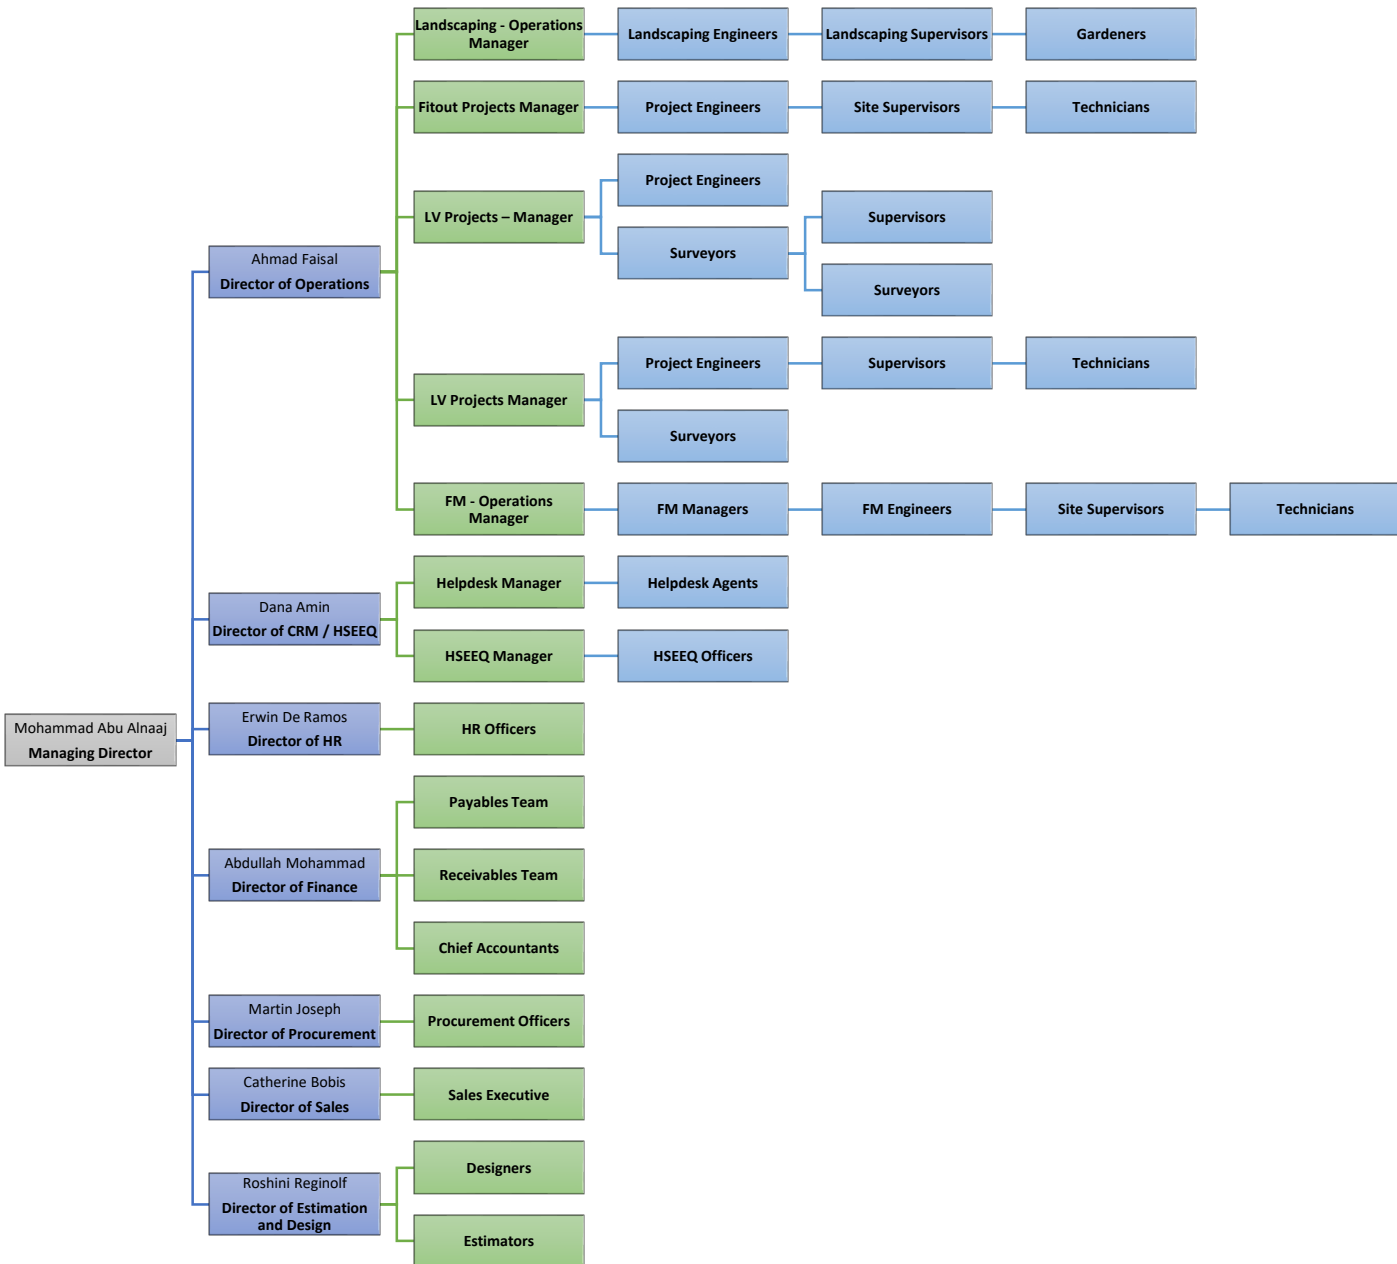 Landscaping - Operations
Manager
Landscaping Engineers
Landscaping Supervisors
Gardeners
Fitout Projects Manager
Project Engineers
Site Supervisors
Technicians
Project Engineers
LV Projects – Manager
Supervisors
Surveyors
Ahmad Faisal
Director of Operations
Surveyors
Project Engineers
Supervisors
Technicians
LV Projects Manager
Surveyors
FM - Operations
Manager
FM Managers
FM Engineers
Site Supervisors
Technicians
Helpdesk Manager
Helpdesk Agents
Dana Amin
Director of CRM / HSEEQ
HSEEQ Manager
HSEEQ Officers
Erwin De Ramos
Director of HR
HR Officers
Mohammad Abu Alnaaj
Managing Director
Payables Team
Abdullah Mohammad
Director of Finance
Receivables Team
Chief Accountants
Martin Joseph
Director of Procurement
Procurement Officers
Catherine Bobis
Director of Sales
Sales Executive
Designers
Roshini Reginolf
Director of Estimation
and Design
Estimators